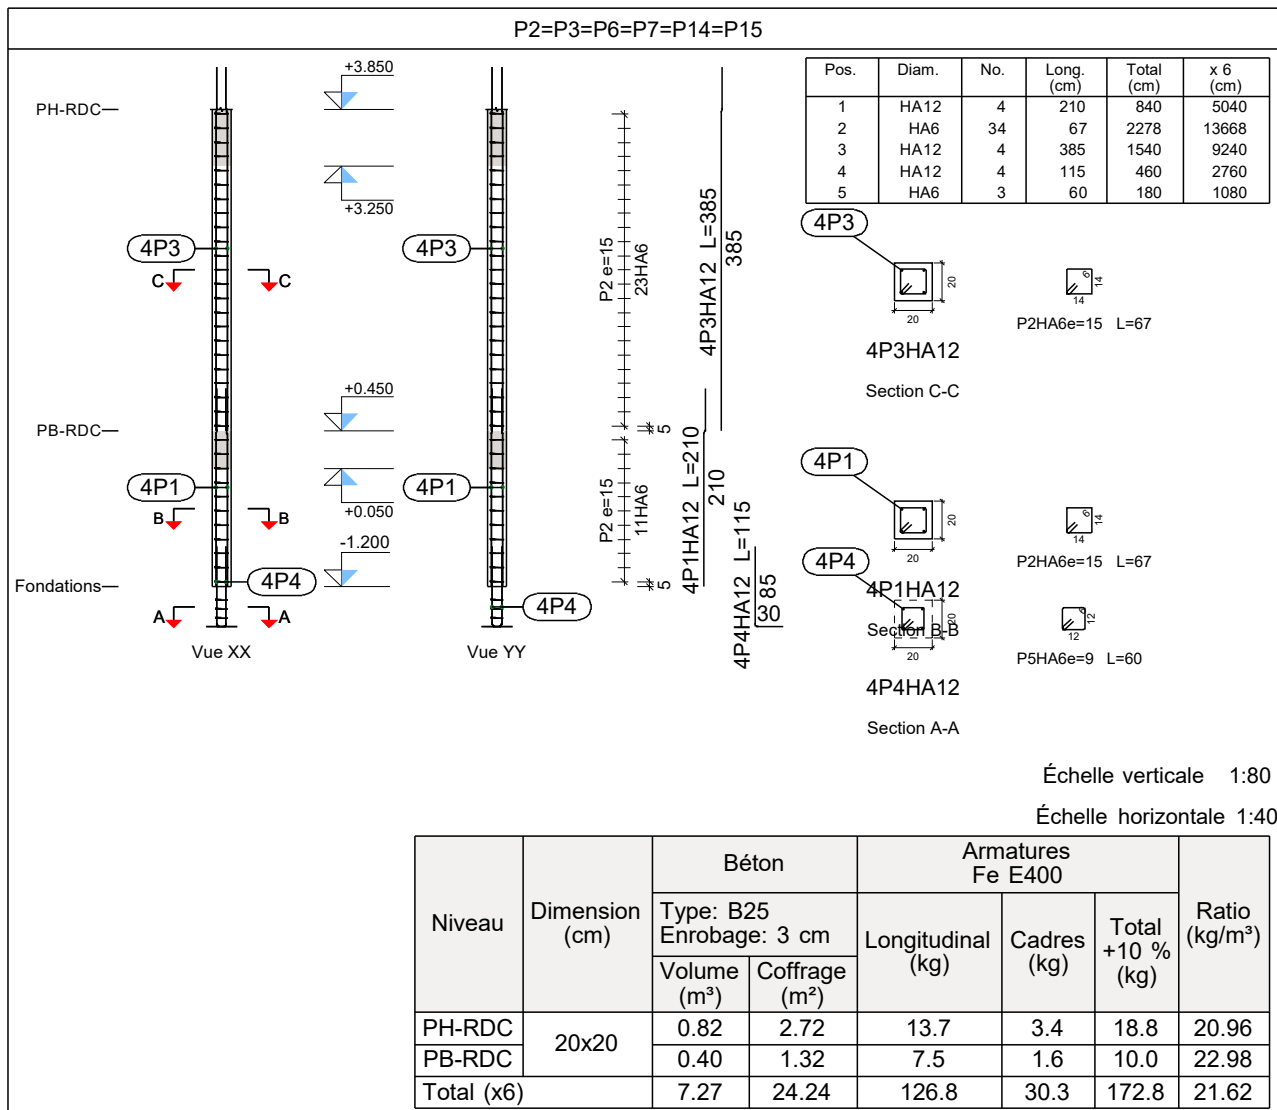 P2=P3=P6=P7=P14=P15
Pos. Diam. No. Long. (cm) Total (cm) x 6 (cm)
1 HA12 4 210 840 5040
2 HA6 34 67 2278 13668
3 HA12 4 385 1540 9240
4 HA12 4 115 460 2760
5 HA6 3 60 180 1080
PH-RDC
+3.850
+3.250
4P3
C C
PB-RDC
+0.450
4P1
+0.050
B B
-1.200
Fondations
4P4
A A
Vue XX
4P3
4P1
4P4
Vue YY
P2 e=15
23HA6
5
P2 e=15
11HA6
5
4P3HA12 L=385
385
4P1HA12 L=210
210
4P4HA12 L=115
85
30
4P3
20
20
4P3HA12
Section C-C
6
14
14
P2HA6e=15 L=67
4P1
20
20
4P1HA12
Section B-B
6
14
14
P2HA6e=15 L=67
4P4
20
20
4P4HA12
Section A-A
12
12
P5HA6e=9 L=60
Échelle verticale 1:80
Échelle horizontale 1:40
Niveau
Dimension (cm)
Béton
Type: B25
Enrobage: 3 cm
Volume (m³)
Coffrage (m²)
Armatures
Fe E400
Longitudinal (kg)
Cadres (kg)
Total +10 % (kg)
Ratio (kg/m³)
PH-RDC 20x20 0.82 2.72 13.7 3.4 18.8 20.96
PB-RDC 0.40 1.32 7.5 1.6 10.0 22.98
Total (x6) 7.27 24.24 126.8 30.3 172.8 21.62